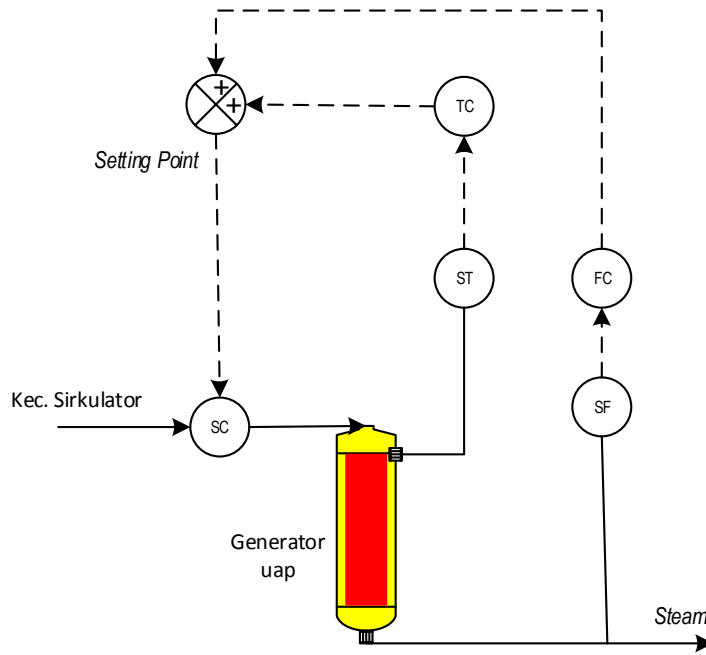 +
+
TC
Setting Point
ST
FC
Kec. Sirkulator
SC
SF
Generator
uap
Steam